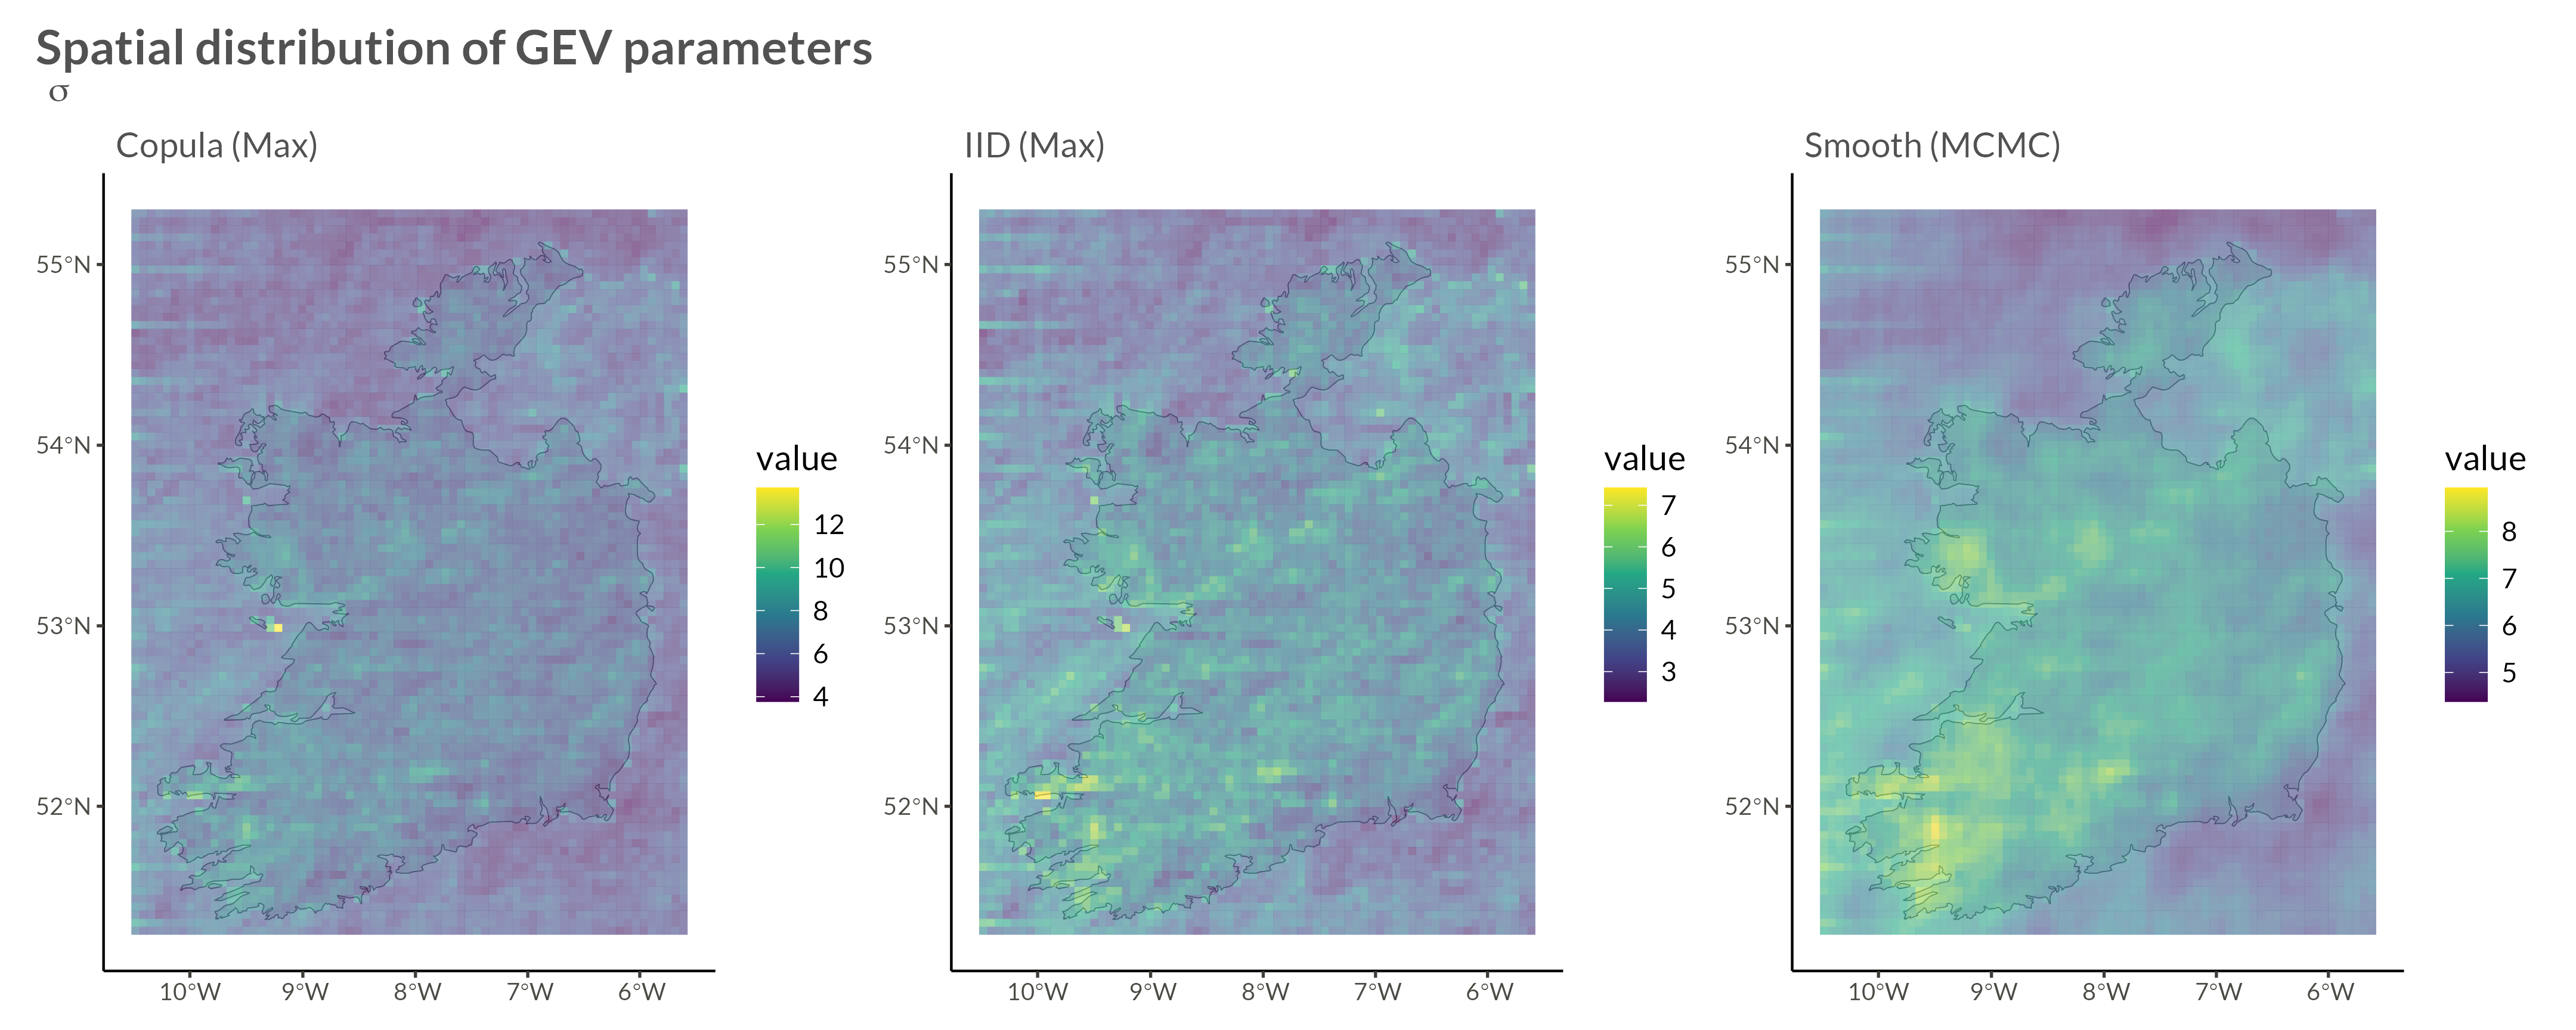 Spatial distribution of GEV parameters
σ
Copula (Max)
55°N
54°N
53°N
52°N
10°W 9°W 8°W 7°W 6°W
value
12
10
8
6
4
IID (Max)
55°N
54°N
53°N
52°N
10°W 9°W 8°W 7°W 6°W
value
7
6
5
4
3
Smooth (MCMC)
55°N
54°N
53°N
52°N
10°W 9°W 8°W 7°W 6°W
value
8
7
6
5